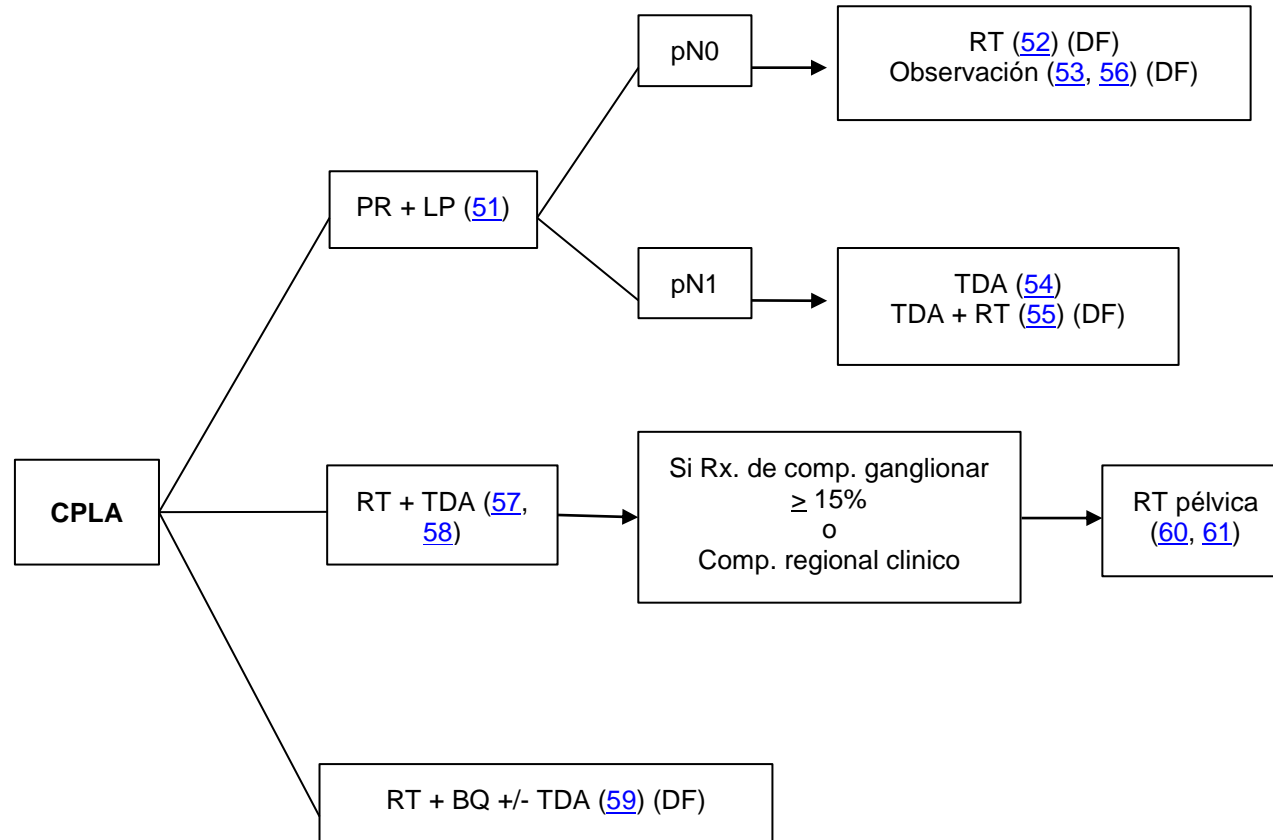 pN0
RT (52) (DF)
Observación (53, 56) (DF)
PR + LP (51)
pN1
TDA (54)
TDA + RT (55) (DF)
CPLA
RT + TDA (57,
58)
Si Rx. de comp. ganglionar
≥ 15%
o
Comp. regional clinico
RT pélvica
(60, 61)
RT + BQ +/- TDA (59) (DF)